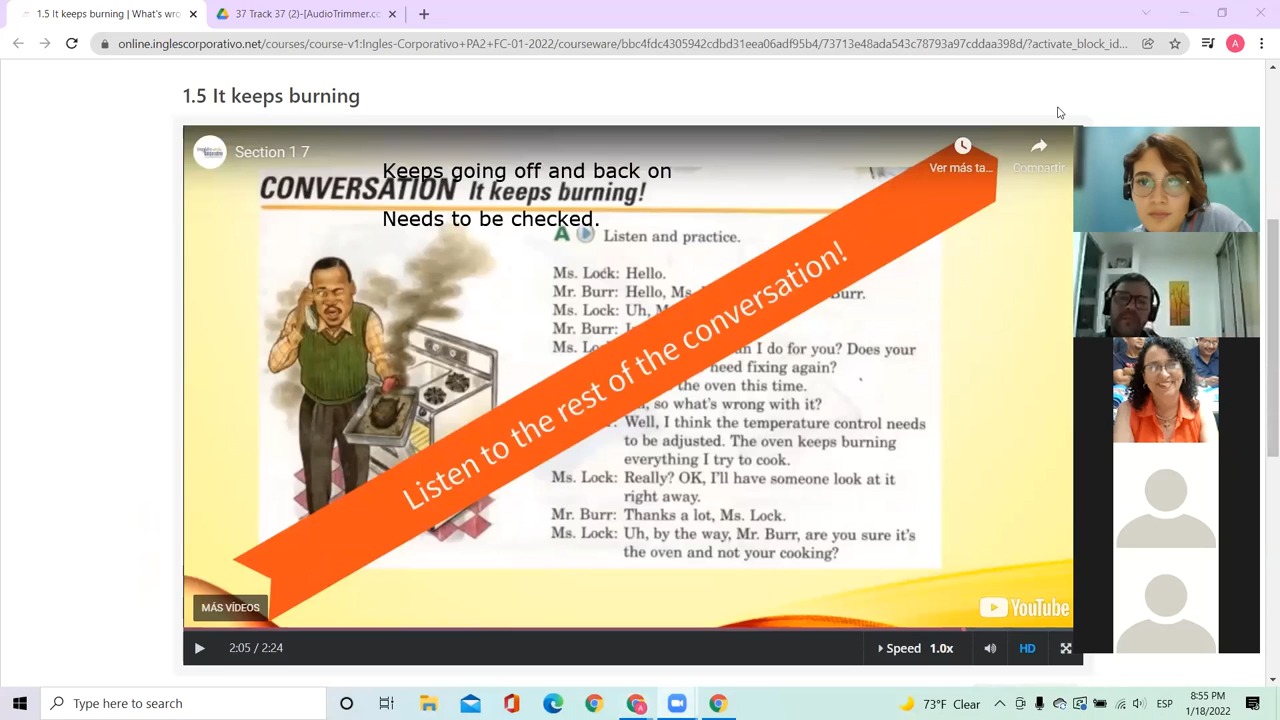 1.5 It keeps burning | What's wro
37 Track 37 (2)-[AudioTrimmer.co
online.inglescorporativo.net/courses/course-v1:Ingles-Corporativo+PA2+FC-01-2022/courseware/bbc4fdc4305942cdbd31eea06adf95b4/73713e48ada543c78793a97cddaa398d/?activate_block_id...
A
1.5 It keeps burning
Section 1 7
Ver más ta...
Compartir
Keeps going off and back on
CONVERSATION It keeps burning!
Needs to be checked.
A Listen and practice.
Ms. Lock: Hello.
Mr. Burr: Hello, Ms. Burr.
Ms. Lock: Uh,
Mr. Burr:
I do for you? Does your
need fixing again?
the oven this time.
so what's wrong with it?
Well, I think the temperature control needs
to be adjusted. The oven keeps burning
everything I try to cook.
Ms. Lock: Really? OK, I'll have someone look at it
right away.
Mr. Burr: Thanks a lot, Ms. Lock.
Ms. Lock: Uh, by the way, Mr. Burr, are you sure it's
the oven and not your cooking?
Listen to the rest of the conversation!
MÁS VÍDEOS
YouTube
2:05 / 2:24
Speed 1.0x
HD
Type here to search
73°F Clear
ESP
8:55 PM
1/18/2022